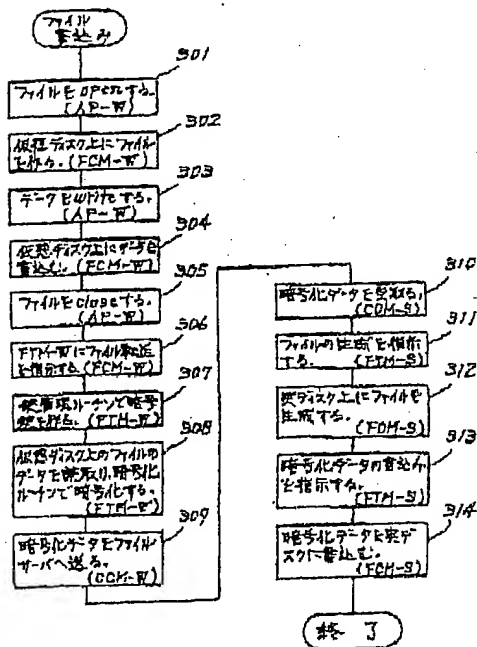 ファイル
書込み
301
ファイルをopenする。
(AP-W)
302
仮想ディスク上にファイル
を作る。(FCM-W)
303
データをwriteする。
(AP-W)
304
仮想ディスク上にデータを
書込む。(FCM-W)
305
ファイルをcloseする。
(AP-W)
306
FTM-Wにファイル転送
を指示する。(FCM-W)
307
鍵管理ルーチンで暗号
鍵を得る。(FTM-W)
308
仮想ディスク上のファイルの
データを読取り、暗号化
ルーチンで暗号化する。
(FTM-W)
309
暗号化データをファイル
サーバへ送る。
(CCM-W)
310
暗号化データを受取る。
311
ファイルの生成を指示
する。(FTM-S)
312
実ディスク上にファイルを
生成する。
313
暗号化データの書込みを
指示する。
(FTM-S)
314
暗号化データを実ディ
スクに書込む。
(FCM-S)
終了